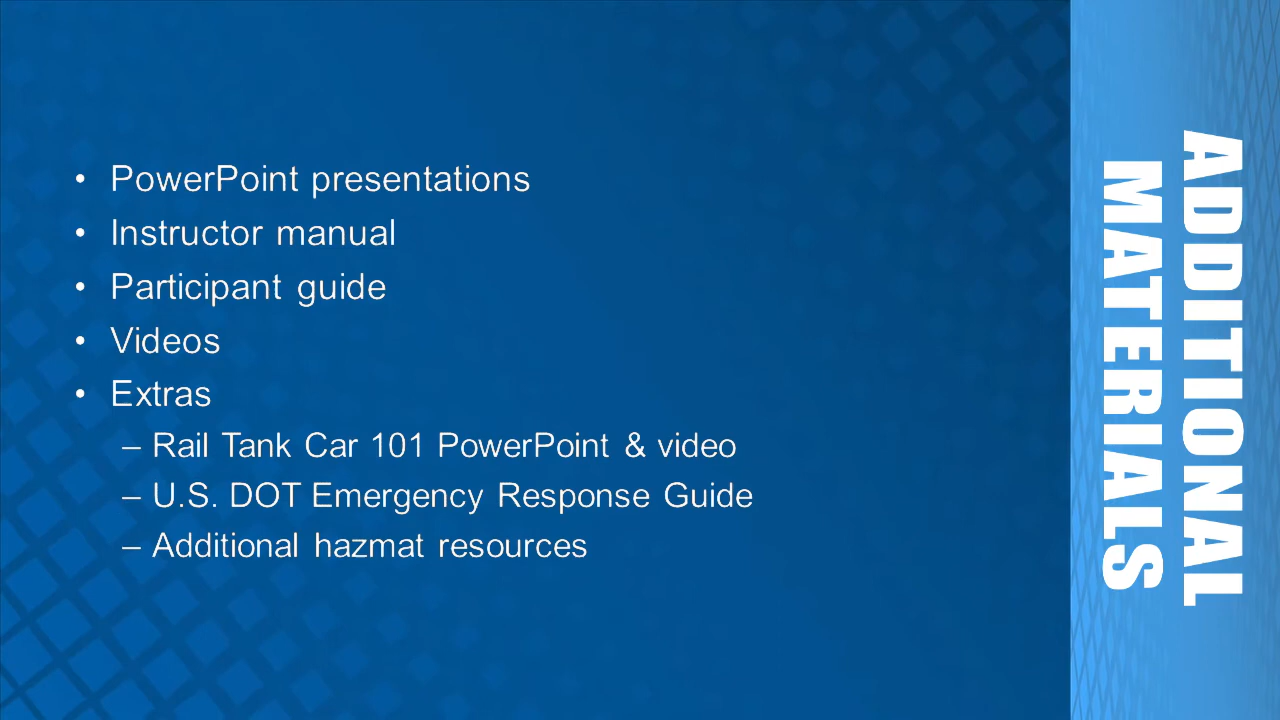 • PowerPoint presentations
• Instructor manual
• Participant guide
• Videos
• Extras
– Rail Tank Car 101 PowerPoint & video
– U.S. DOT Emergency Response Guide
– Additional hazmat resources
ADDITIONAL
MATERIALS